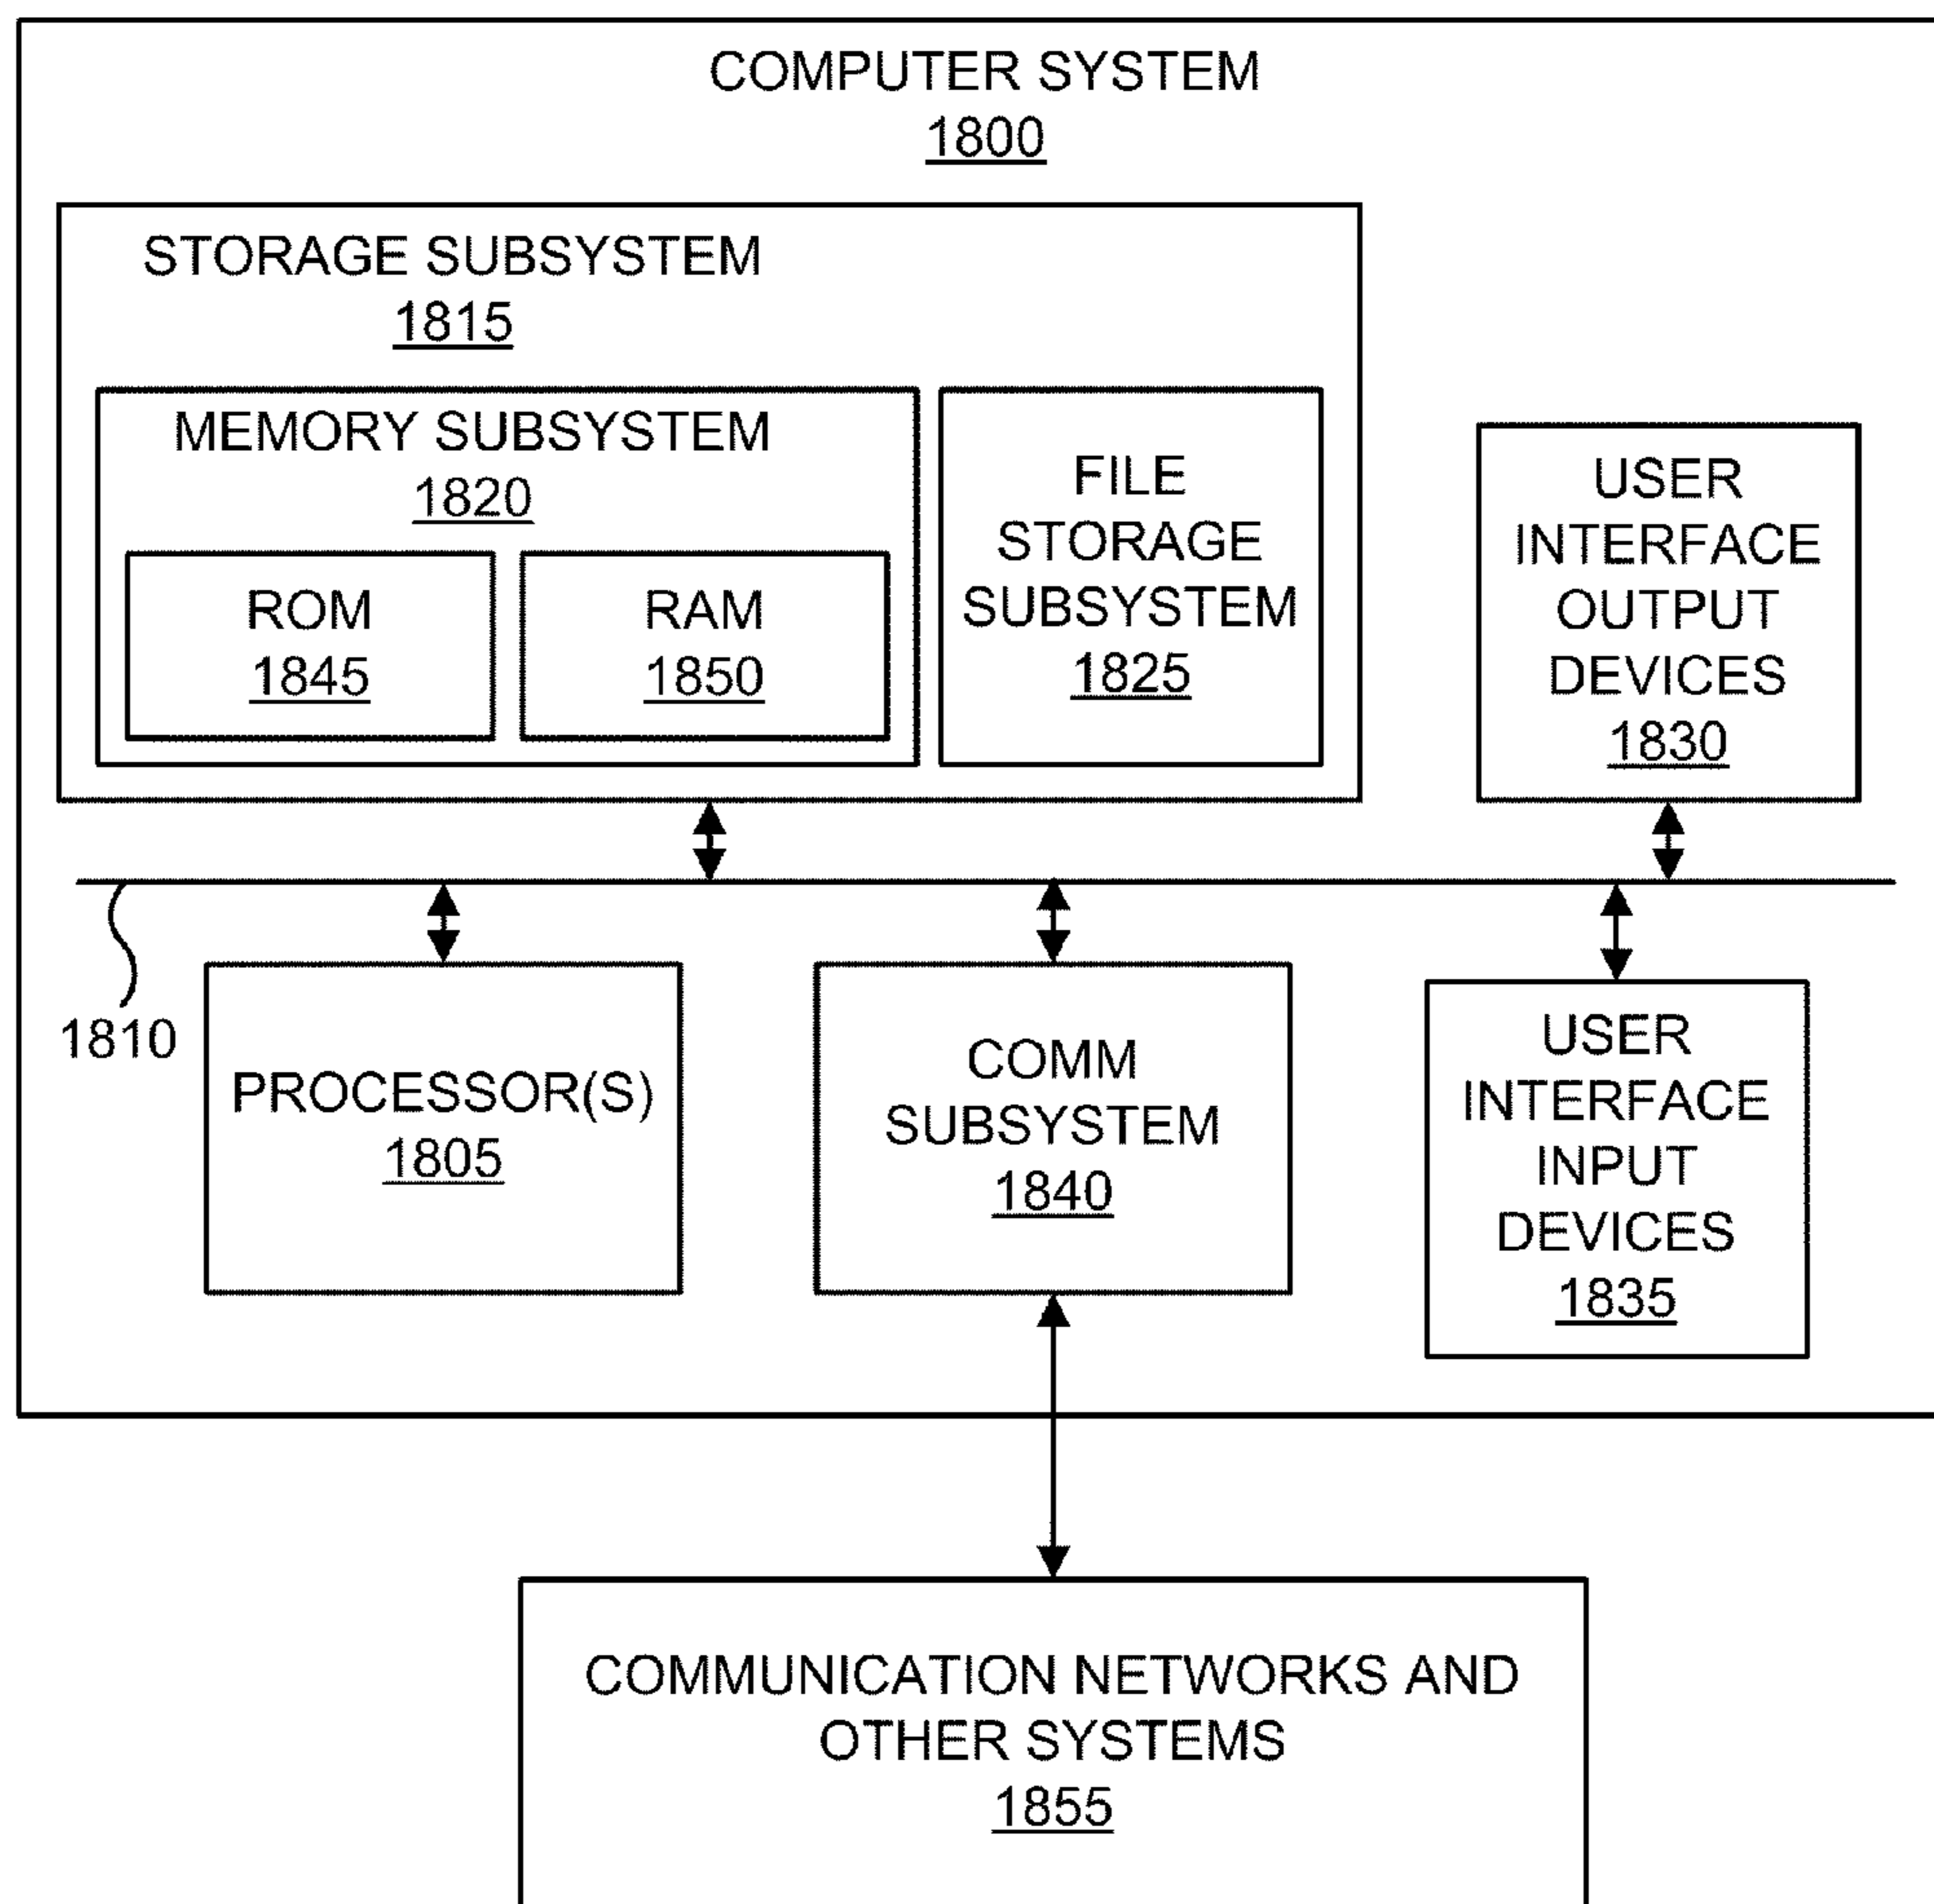 COMPUTER SYSTEM
1800
STORAGE SUBSYSTEM
1815
MEMORY SUBSYSTEM
1820
ROM
1845
RAM
1850
FILE
STORAGE
SUBSYSTEM
1825
USER
INTERFACE
OUTPUT
DEVICES
1830
1810
PROCESSOR(S)
1805
COMM
SUBSYSTEM
1840
USER
INTERFACE
INPUT
DEVICES
1835
COMMUNICATION NETWORKS AND
OTHER SYSTEMS
1855